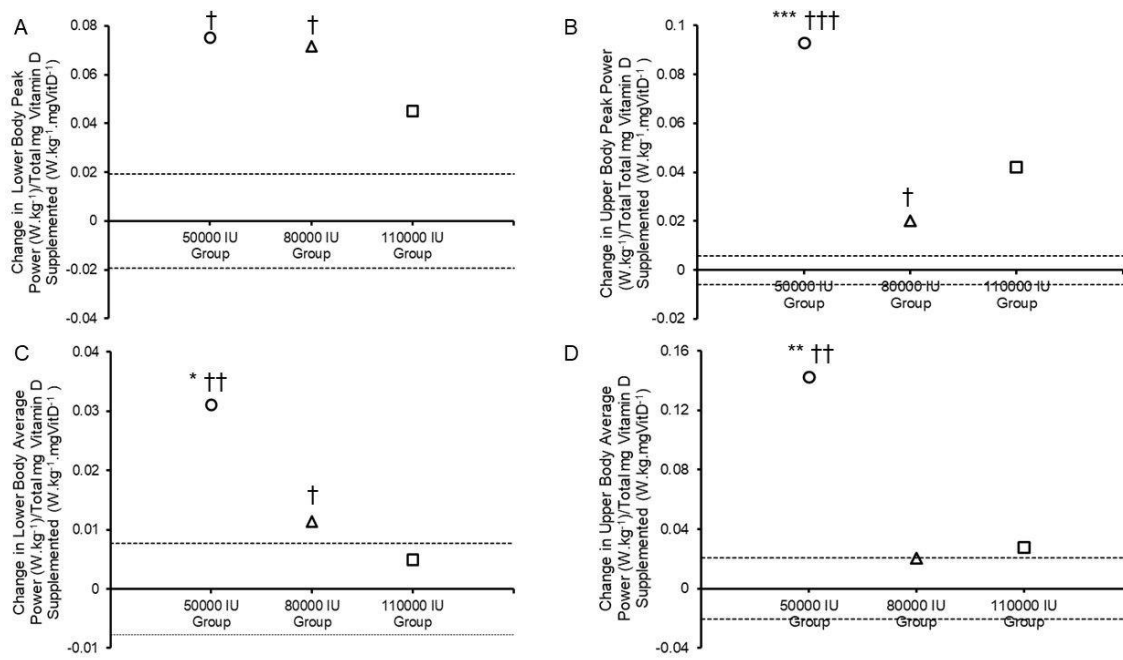 A
Change in Lower Body Peak
Power (W.kg⁻¹)/Total mg Vitamin D
Supplemented (W.kg⁻¹.mgVitD⁻¹)
0.08
0.06
0.04
0.02
0
-0.02
-0.04
†
†
50000 IU
Group
80000 IU
Group
110000 IU
Group
B
Change in Upper Body Peak Power
(W.kg⁻¹)/Total Total mg Vitamin D
Supplemented (W.kg⁻¹.mgVitD⁻¹)
0.1
0.08
0.06
0.04
0.02
0
-0.02
*** †††
†
50000 IU
Group
80000 IU
Group
110000 IU
Group
C
Change in Lower Body Average
Power (W.kg⁻¹)/Total mg Vitamin D
Supplemented (W.kg⁻¹.mgVitD⁻¹)
0.04
0.03
0.02
0.01
0
-0.01
* ††
†
50000 IU
Group
80000 IU
Group
110000 IU
Group
D
Change in Upper Body Average
Power (W.kg⁻¹)/Total mg Vitamin D
Supplemented (W.kg.mgVitD⁻¹)
0.16
0.12
0.08
0.04
0
-0.04
** ††
50000 IU
Group
80000 IU
Group
110000 IU
Group